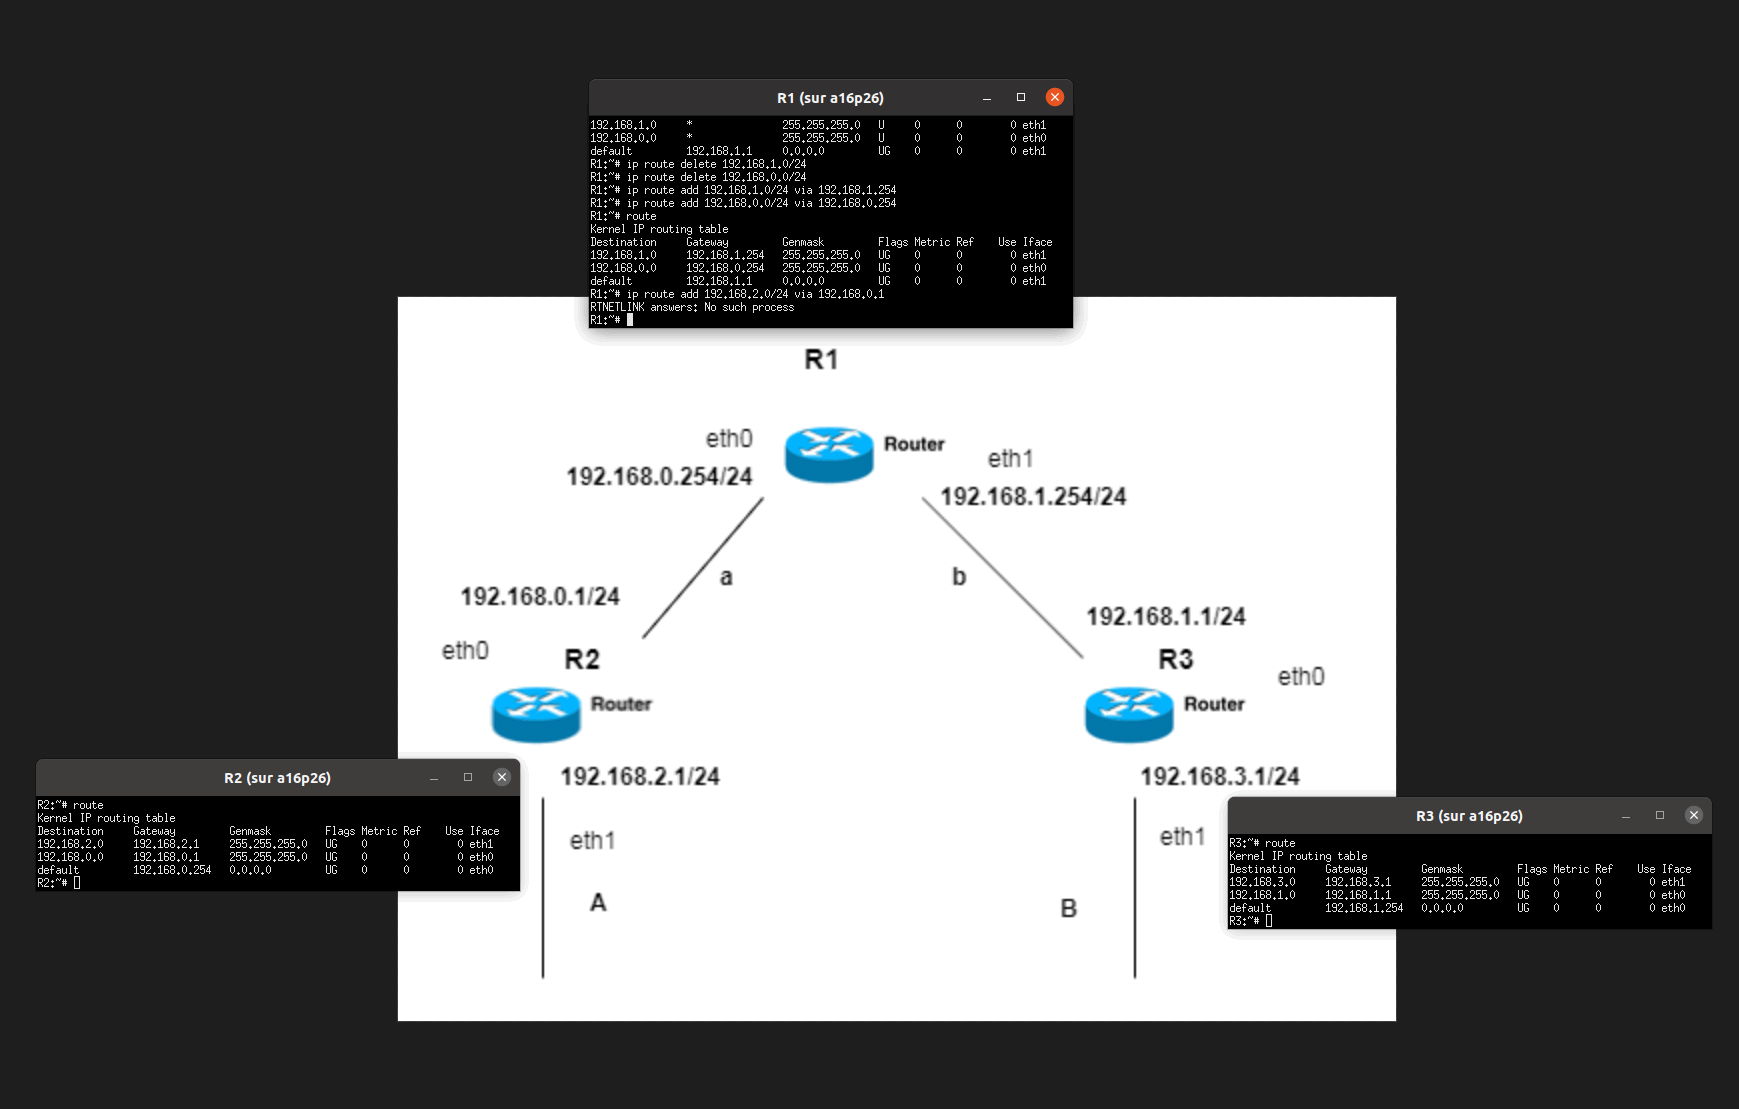 R1 (sur a16p26)
192.168.1.0 * 255.255.255.0 U 0 0 0 eth1
192.168.0.0 * 255.255.255.0 U 0 0 0 eth0
default 192.168.1.1 0.0.0.0 UG 0 0 0 eth1
R1:~# ip route delete 192.168.1.0/24
R1:~# ip route delete 192.168.0.0/24
R1:~# ip route add 192.168.1.0/24 via 192.168.1.254
R1:~# ip route add 192.168.0.0/24 via 192.168.0.254
R1:~# route
Kernel IP routing table
Destination Gateway Genmask Flags Metric Ref Use Iface
192.168.1.0 192.168.1.254 255.255.255.0 UG 0 0 0 eth1
192.168.0.0 192.168.0.254 255.255.255.0 UG 0 0 0 eth0
default 192.168.1.1 0.0.0.0 UG 0 0 0 eth1
R1:~# ip route add 192.168.2.0/24 via 192.168.0.1
RTNETLINK answers: No such process
R1:~#
R1
eth0
Router
eth1
192.168.0.254/24
192.168.1.254/24
a
b
192.168.0.1/24
192.168.1.1/24
eth0
R2
R3
eth0
Router
Router
192.168.2.1/24
192.168.3.1/24
eth1
eth1
A
B
R2 (sur a16p26)
R2:~# route
Kernel IP routing table
Destination Gateway Genmask Flags Metric Ref Use Iface
192.168.2.0 192.168.2.1 255.255.255.0 UG 0 0 0 eth1
192.168.0.0 192.168.0.1 255.255.255.0 UG 0 0 0 eth0
default 192.168.0.254 0.0.0.0 UG 0 0 0 eth0
R2:~#
R3 (sur a16p26)
R3:~# route
Kernel IP routing table
Destination Gateway Genmask Flags Metric Ref Use Iface
192.168.3.0 192.168.3.1 255.255.255.0 UG 0 0 0 eth1
192.168.1.0 192.168.1.1 255.255.255.0 UG 0 0 0 eth0
default 192.168.1.254 0.0.0.0 UG 0 0 0 eth0
R3:~#